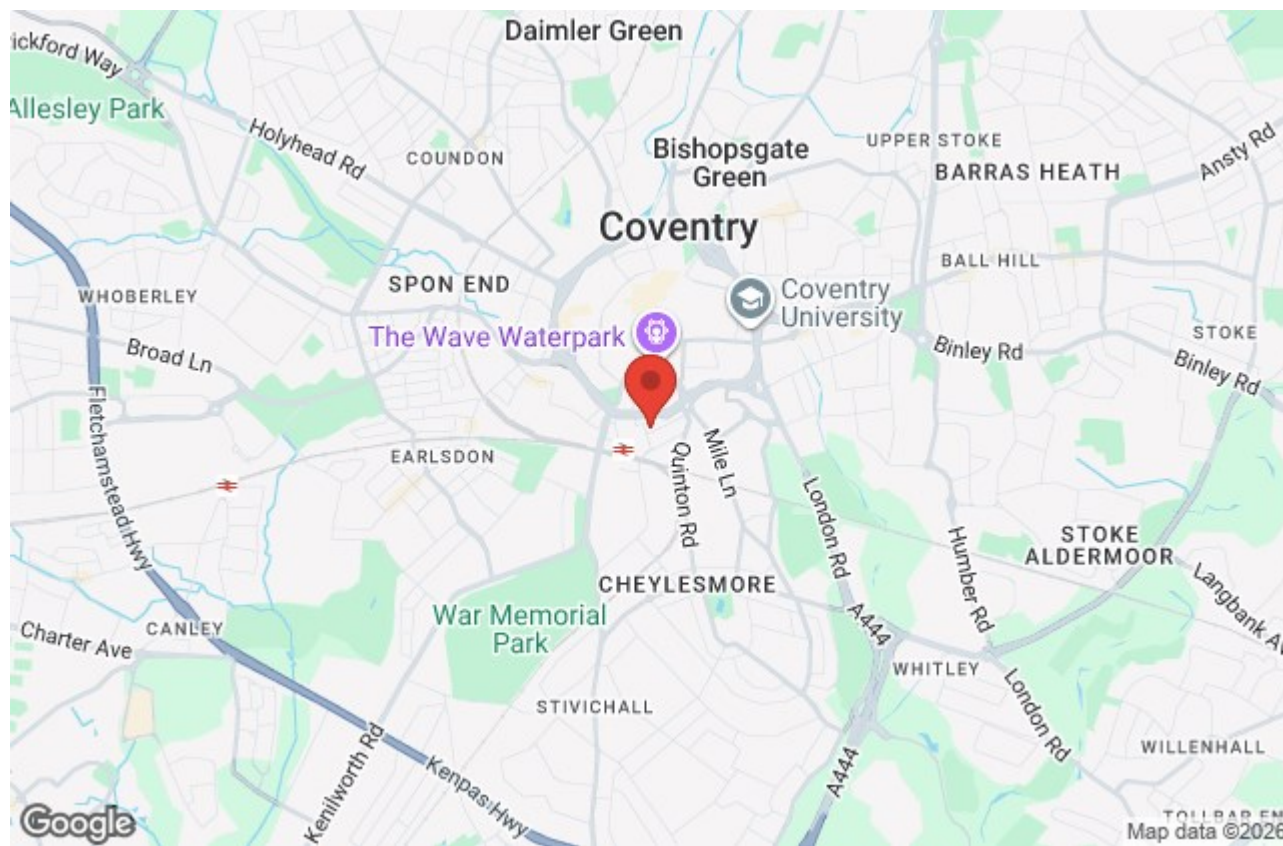 Daimler Green
ickford Way
Allesley Park
Holyhead Rd
COUNDON
Bishopsgate
Green
UPPER STOKE
BARRAS HEATH
Ansty Rd
Coventry
SPON END
BALL HILL
WHOBERLEY
Coventry
University
The Wave Waterpark
STOKE
Broad Ln
Binley Rd
Binley Rd
Fletchamstead Hwy
EARLSDON
Quinton Rd
Mile Ln
London Rd
Humber Rd
STOKE
ALDERMOOR
Langbank Av
CHEYLESMORE
War Memorial
Park
A444
Charter Ave
CANLEY
WHITLEY
London Rd
STIVICHALL
WILLENHALL
Kenilworth Rd
Kenpas Hwy
A444
TOLLBAR EN
Google
Map data ©2026